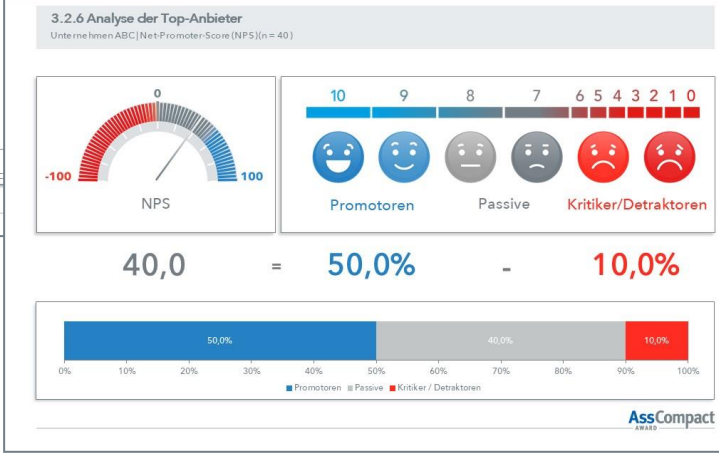 3.2.6 Analyse der Top-Anbieter
Unternehmen ABC| Net-Promoter-Score (NPS)(n = 40)
0
-100
100
NPS
10 9 8 7 6 5 4 3 2 1 0
Promotoren Passive Kritiker/Detraktoren
40,0 = 50,0% - 10,0%
50,0% 40,0% 10,0%
0% 10% 20% 30% 40% 50% 60% 70% 80% 90% 100%
Promotoren Passive Kritiker / Detraktoren
AssCompact
AWARD